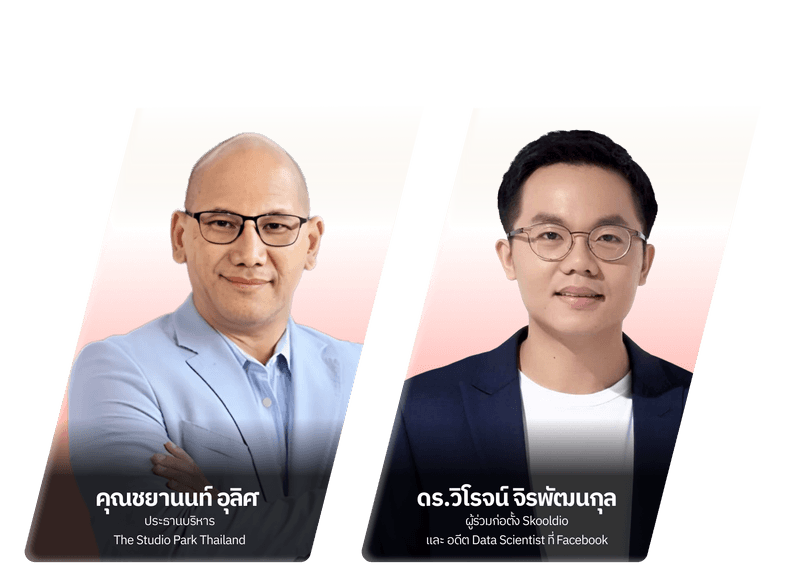 คุณชยานนท์ อุลิศ
ประธานบริหาร
The Studio Park Thailand
ดร.วิโรจน์ จิรพัฒนกุล
ผู้ร่วมก่อตั้ง Skooldio
และ อดีต Data Scientist ที่ Facebook